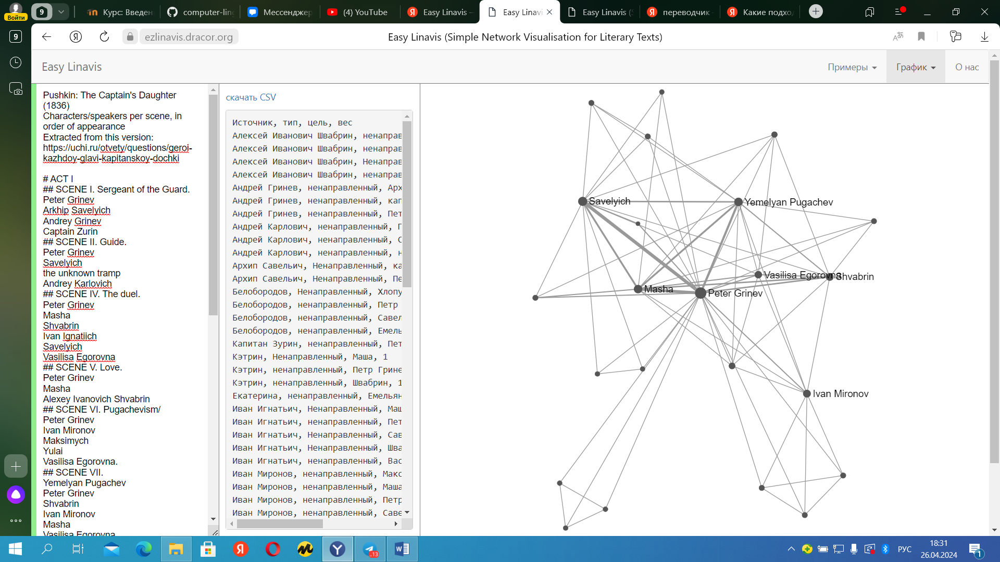 Войти
9
Курс: Введен
computer-ling
Мессенджер
(4) YouTube
Easy Linavis –
Easy Linavi
Easy Linavis (S
переводчик -
Какие подхо
9
ezlinavis.dracor.org
Easy Linavis (Simple Network Visualisation for Literary Texts)
Easy Linavis
Примеры
График
О нас
Pushkin: The Captain's Daughter
(1836)
Characters/speakers per scene, in
order of appearance
Extracted from this version:
https://uchi.ru/otvety/questions/geroi-
kazhdoy-glavi-kapitanskoy-dochki
# ACT I
## SCENE I. Sergeant of the Guard.
Peter Grinev
Arkhip Savelyich
Andrey Grinev
Captain Zurin
## SCENE II. Guide.
Peter Grinev
Savelyich
the unknown tramp
Andrey Karlovich
## SCENE IV. The duel.
Peter Grinev
Masha
Shvabrin
Ivan Ignatiich
Savelyich
Vasilisa Egorovna
## SCENE V. Love.
Peter Grinev
Masha
Alexey Ivanovich Shvabrin
## SCENE VI. Pugachevism/
Peter Grinev
Ivan Mironov
Maksimych
Yulai
Vasilisa Egorovna.
## SCENE VII.
Yemelyan Pugachev
Peter Grinev
Shvabrin
Ivan Mironov
Masha
Vasilisa Egorovna
скачать CSV
Источник, тип, цель, вес
Алексей Иванович Швабрин, ненаправ
Алексей Иванович Швабрин, ненаправ
Алексей Иванович Швабрин, Ненаправ
Алексей Иванович Швабрин, ненаправ
Андрей Гринев, ненаправленный, Арх
Андрей Гринев, ненаправленный, кап
Андрей Гринев, ненаправленный, Пет
Андрей Карлович, ненаправленный, П
Андрей Карлович, ненаправленный, С
Андрей Карлович, ненаправленный, н
Архип Савельич, Ненаправленный, ка
Архип Савельич, Ненаправленный, Пе
Белобородов, Ненаправленный, Хлопу
Белобородов, ненаправленный, Петр
Белобородов, ненаправленный, Савел
Белобородов, ненаправленный, Емель
Капитан Зурин, ненаправленный, Пет
Кэтрин, Ненаправленный, Маша, 1
Кэтрин, ненаправленный, Петр Грине
Кэтрин, ненаправленный, Швабрин, 1
Екатерина, ненаправленный, Емельян
Иван Игнатьич, Ненаправленный, Маш
Иван Игнатьич, ненаправленный, Пет
Иван Игнатьич, Ненаправленный, Сав
Иван Игнатьич, Ненаправленный, Шва
Иван Игнатьич, ненаправленный, Вас
Иван Миронов, ненаправленный, Макс
Иван Миронов, ненаправленный, Маша
Иван Миронов, ненаправленный, Петр
Иван Миронов, ненаправленный, Саве
Savelyich
Yemelyan Pugachev
Vasilisa Egorovna
Shvabrin
Masha
Peter Grinev
Ivan Mironov
..13
РУС
18:31
26.04.2024
1